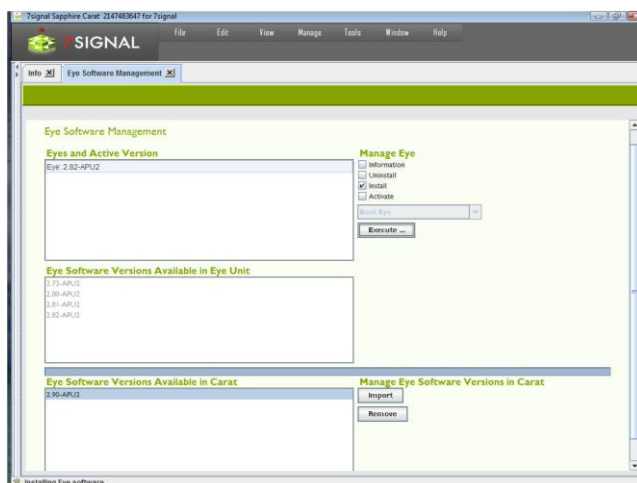 7signal Sapphire Carat 2147483647 for 7signal
7SIGNAL
File Edit View Manage Tools Window Help
Info Eye Software Management
Eye Software Management
Eyes and Active Version
Eye: 2.82-APU2
Manage Eye
Information
Uninstall
Install
Activate
Boot Eye
Execute ...
Eye Software Versions Available in Eye Unit
2.73-APU2
2.80-APU2
2.81-APU2
2.82-APU2
Eye Software Versions Available in Carat
2.90-APU2
Manage Eye Software Versions in Carat
Import
Remove
Installing Eye software